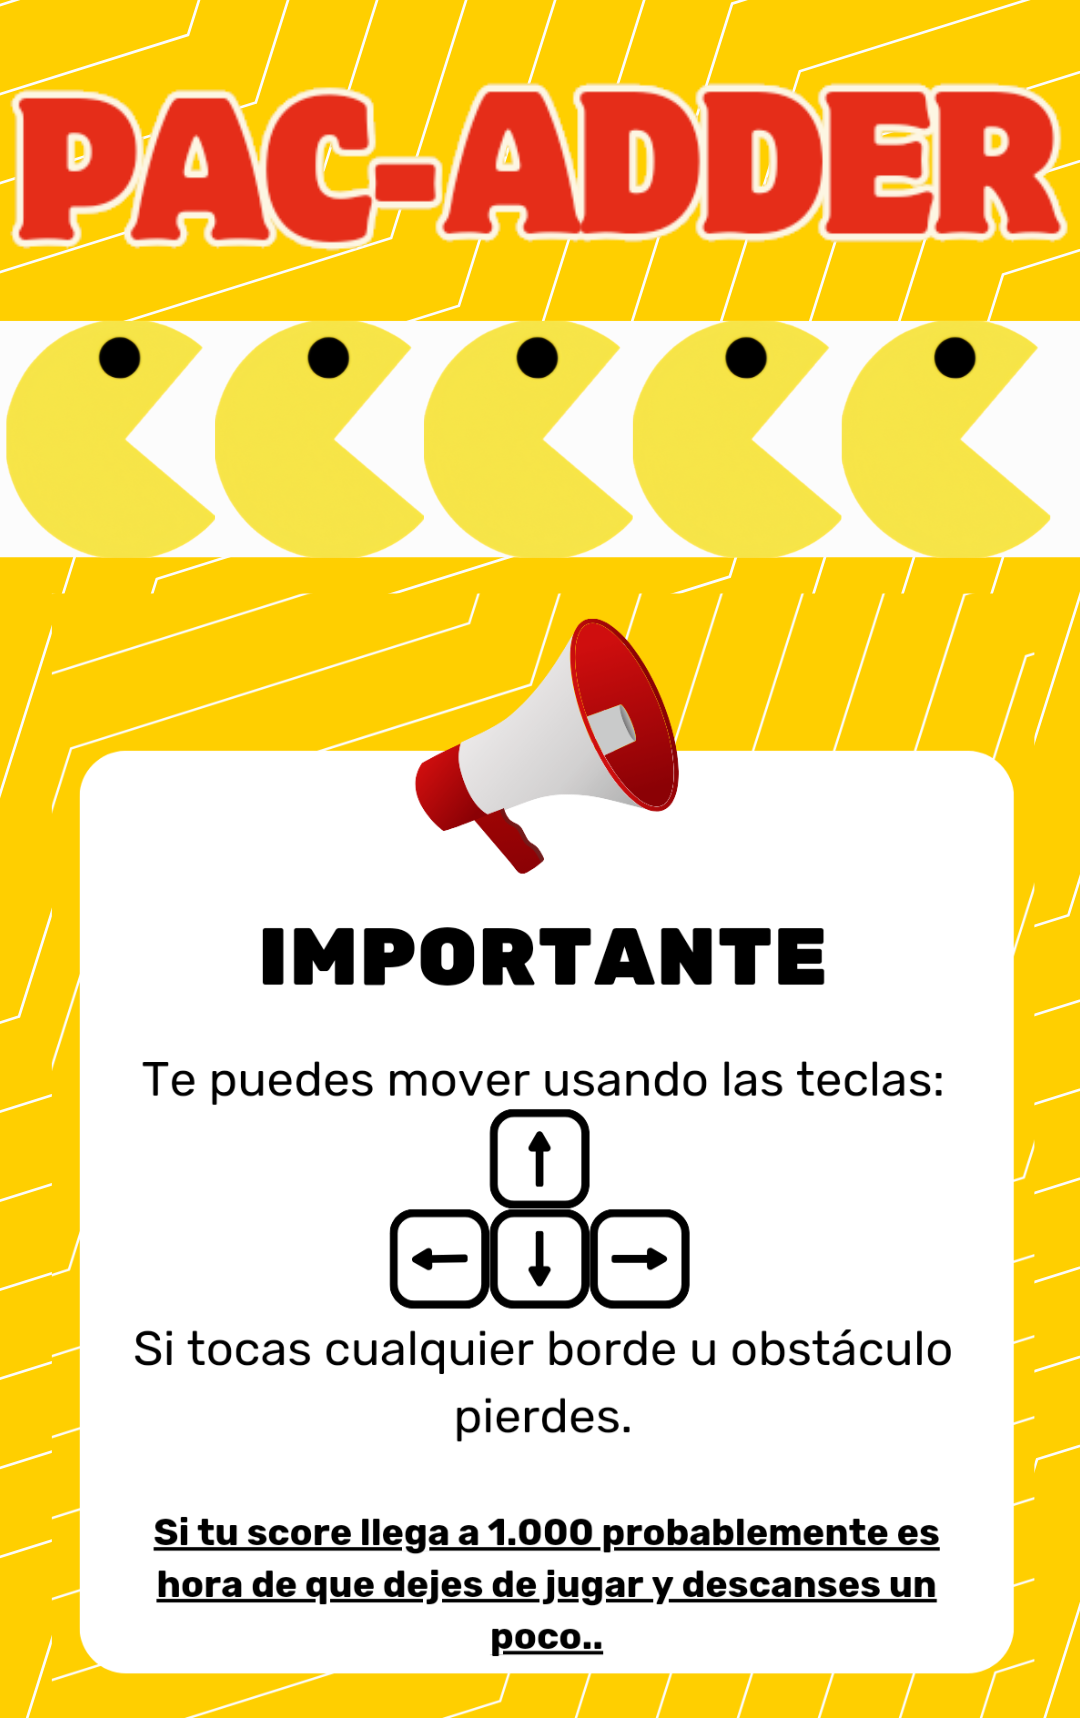 PAC-ADDER
IMPORTANTE
Te puedes mover usando las teclas:
Si tocas cualquier borde u obstáculo
pierdes.
Si tu score llega a 1.000 probablemente es
hora de que dejes de jugar y descanses un
poco..